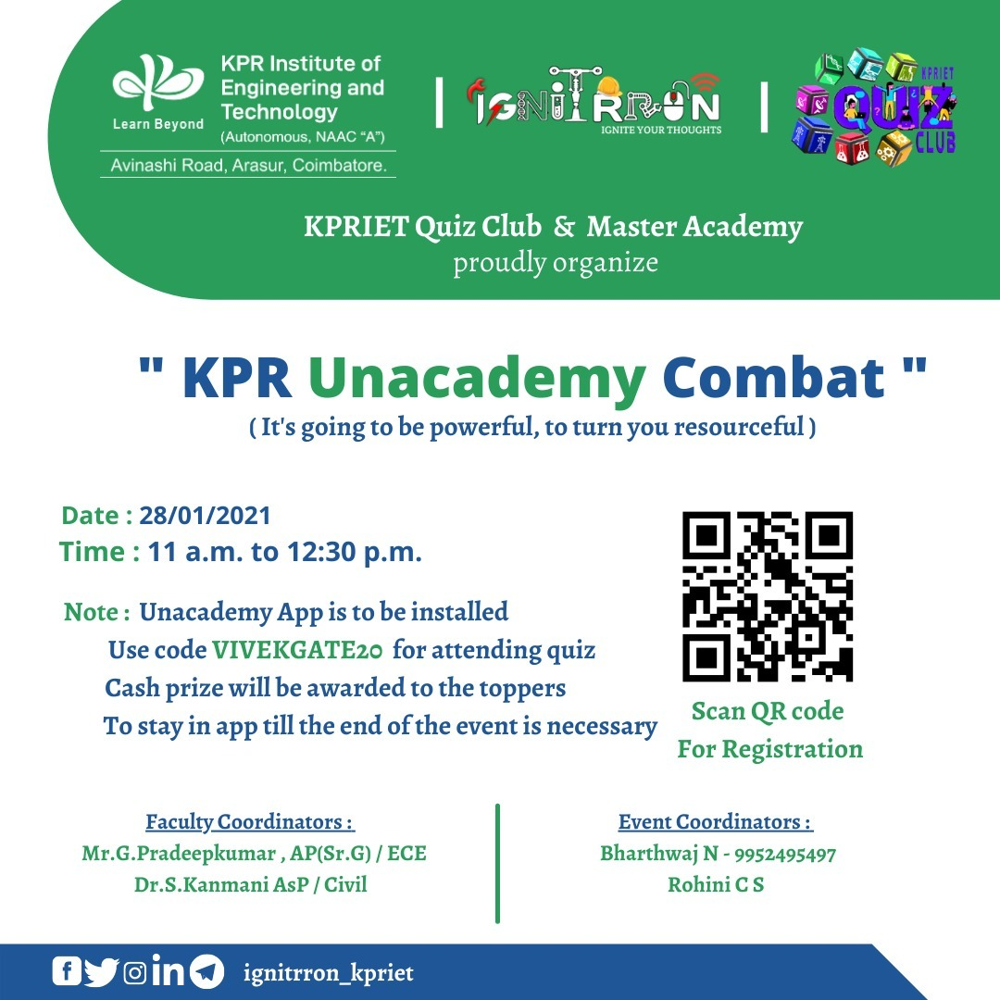 KPR Institute of
Engineering and
Technology
(Autonomous, NAAC “A”)
Learn Beyond
Avinashi Road, Arasur, Coimbatore.
IGNITRRON
IGNITE YOUR THOUGHTS
KPRIET
QUIZ
CLUB
KPRIET Quiz Club & Master Academy
proudly organize
" KPR Unacademy Combat "
( It's going to be powerful, to turn you resourceful )
Date : 28/01/2021
Time : 11 a.m. to 12:30 p.m.
Note : Unacademy App is to be installed
Use code VIVEKGATE20 for attending quiz
Cash prize will be awarded to the toppers
To stay in app till the end of the event is necessary
Scan QR code
For Registration
Faculty Coordinators :
Mr.G.Pradeepkumar , AP(Sr.G) / ECE
Dr.S.Kanmani AsP / Civil
Event Coordinators :
Bharthwaj N - 9952495497
Rohini C S
ignitrron_kpriet